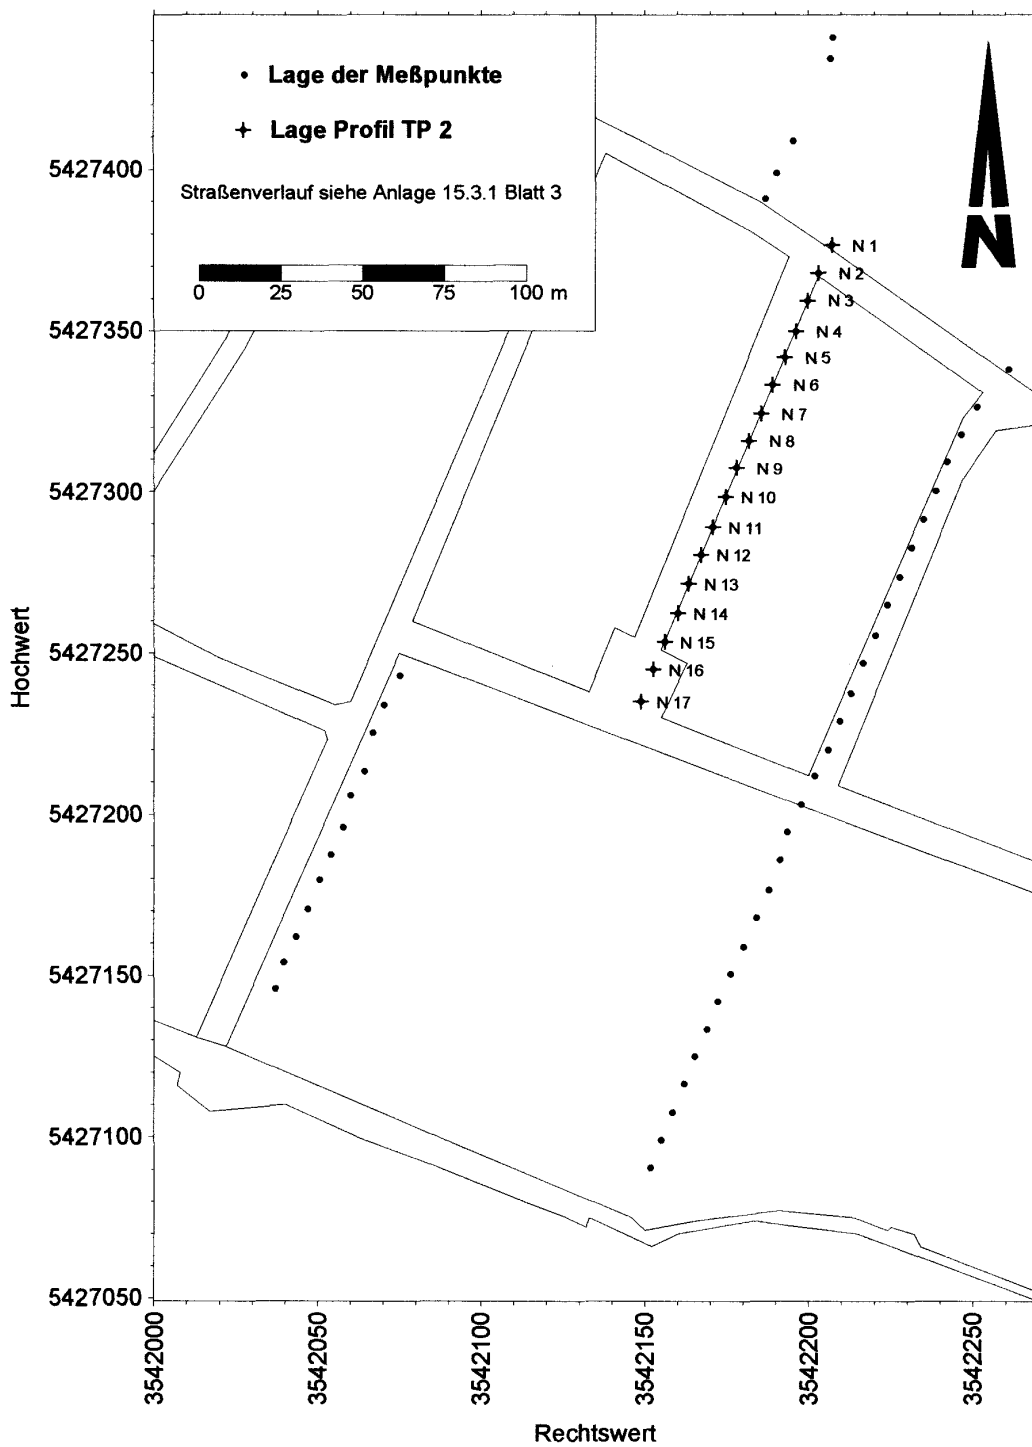 Lage der Meßpunkte
Lage Profil TP 2
Straßenverlauf siehe Anlage 15.3.1 Blatt 3
0 25 50 75 100 m
N
N 1
N 2
N 3
N 4
N 5
N 6
N 7
N 8
N 9
N 10
N 11
N 12
N 13
N 14
N 15
N 16
N 17
Hochwert
5427400
5427350
5427300
5427250
5427200
5427150
5427100
5427050
3542000
3542050
3542100
3542150
3542200
3542250
Rechtswert